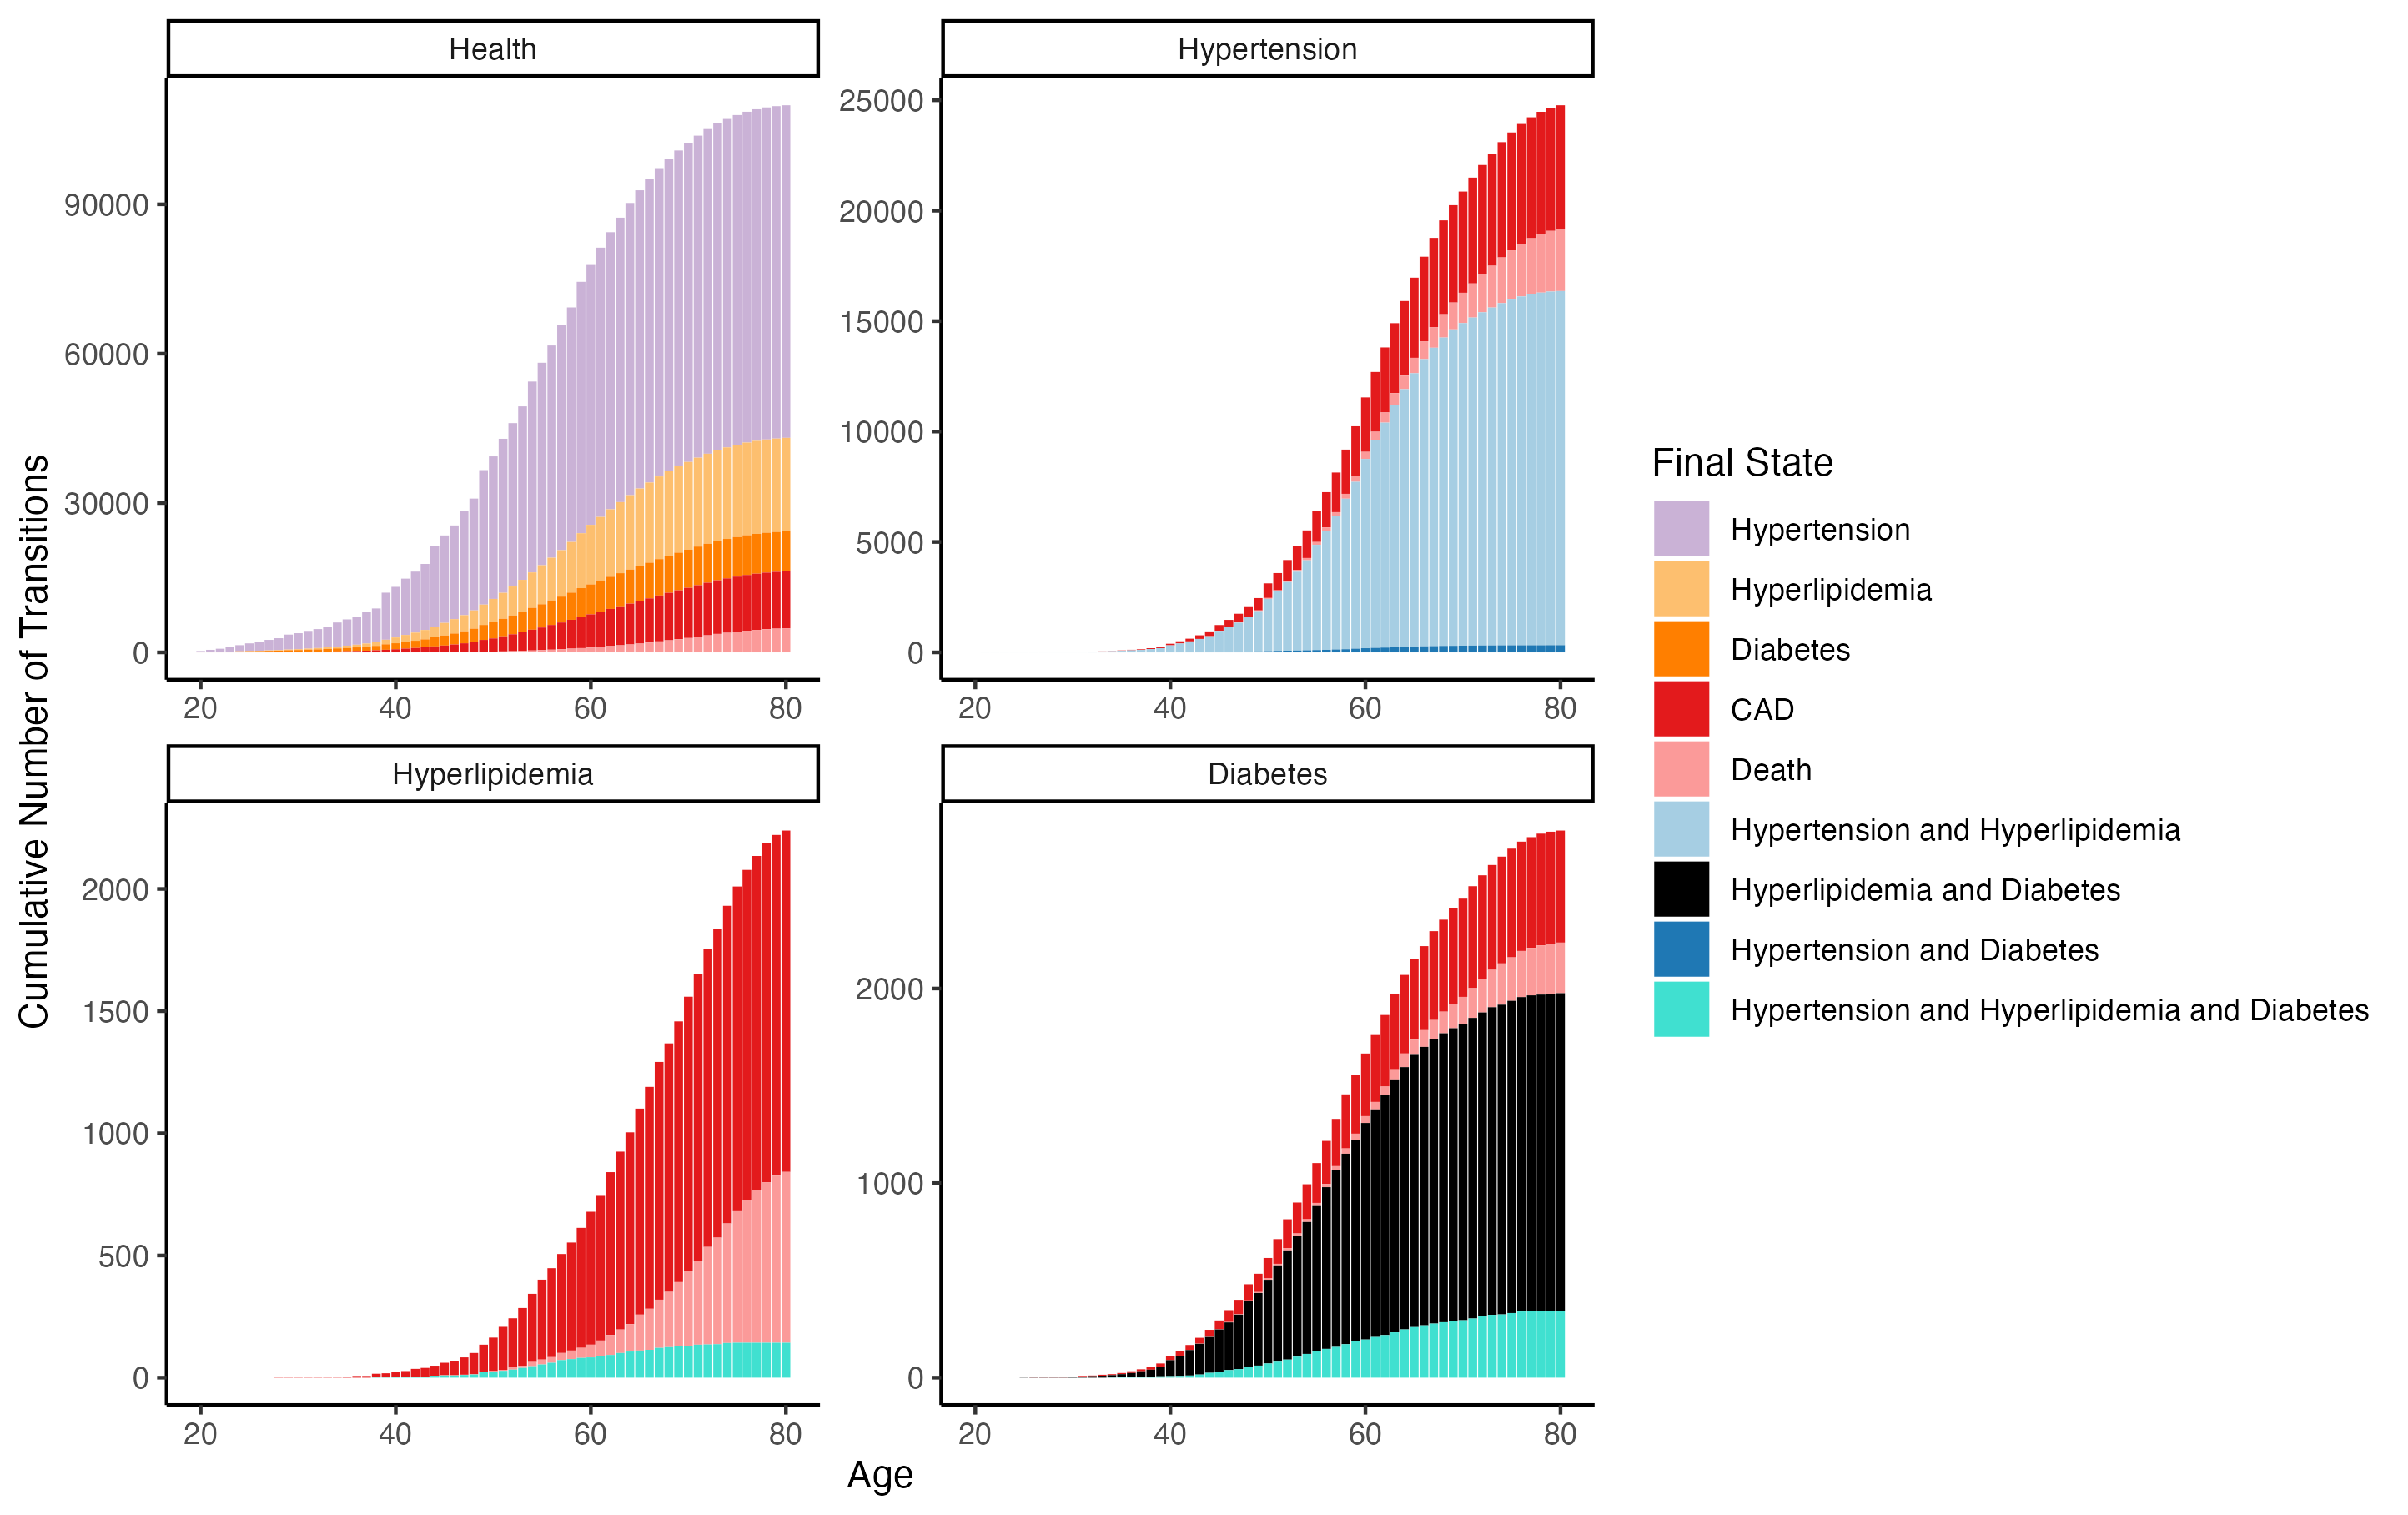 Health
Hypertension
90000
60000
30000
0
20
40
60
80
25000
20000
15000
10000
5000
0
20
40
60
80
Hyperlipidemia
Diabetes
2000
1500
1000
500
0
20
40
60
80
2000
1000
0
20
40
60
80
Cumulative Number of Transitions
Age
Final State
Hypertension
Hyperlipidemia
Diabetes
CAD
Death
Hypertension and Hyperlipidemia
Hyperlipidemia and Diabetes
Hypertension and Diabetes
Hypertension and Hyperlipidemia and Diabetes